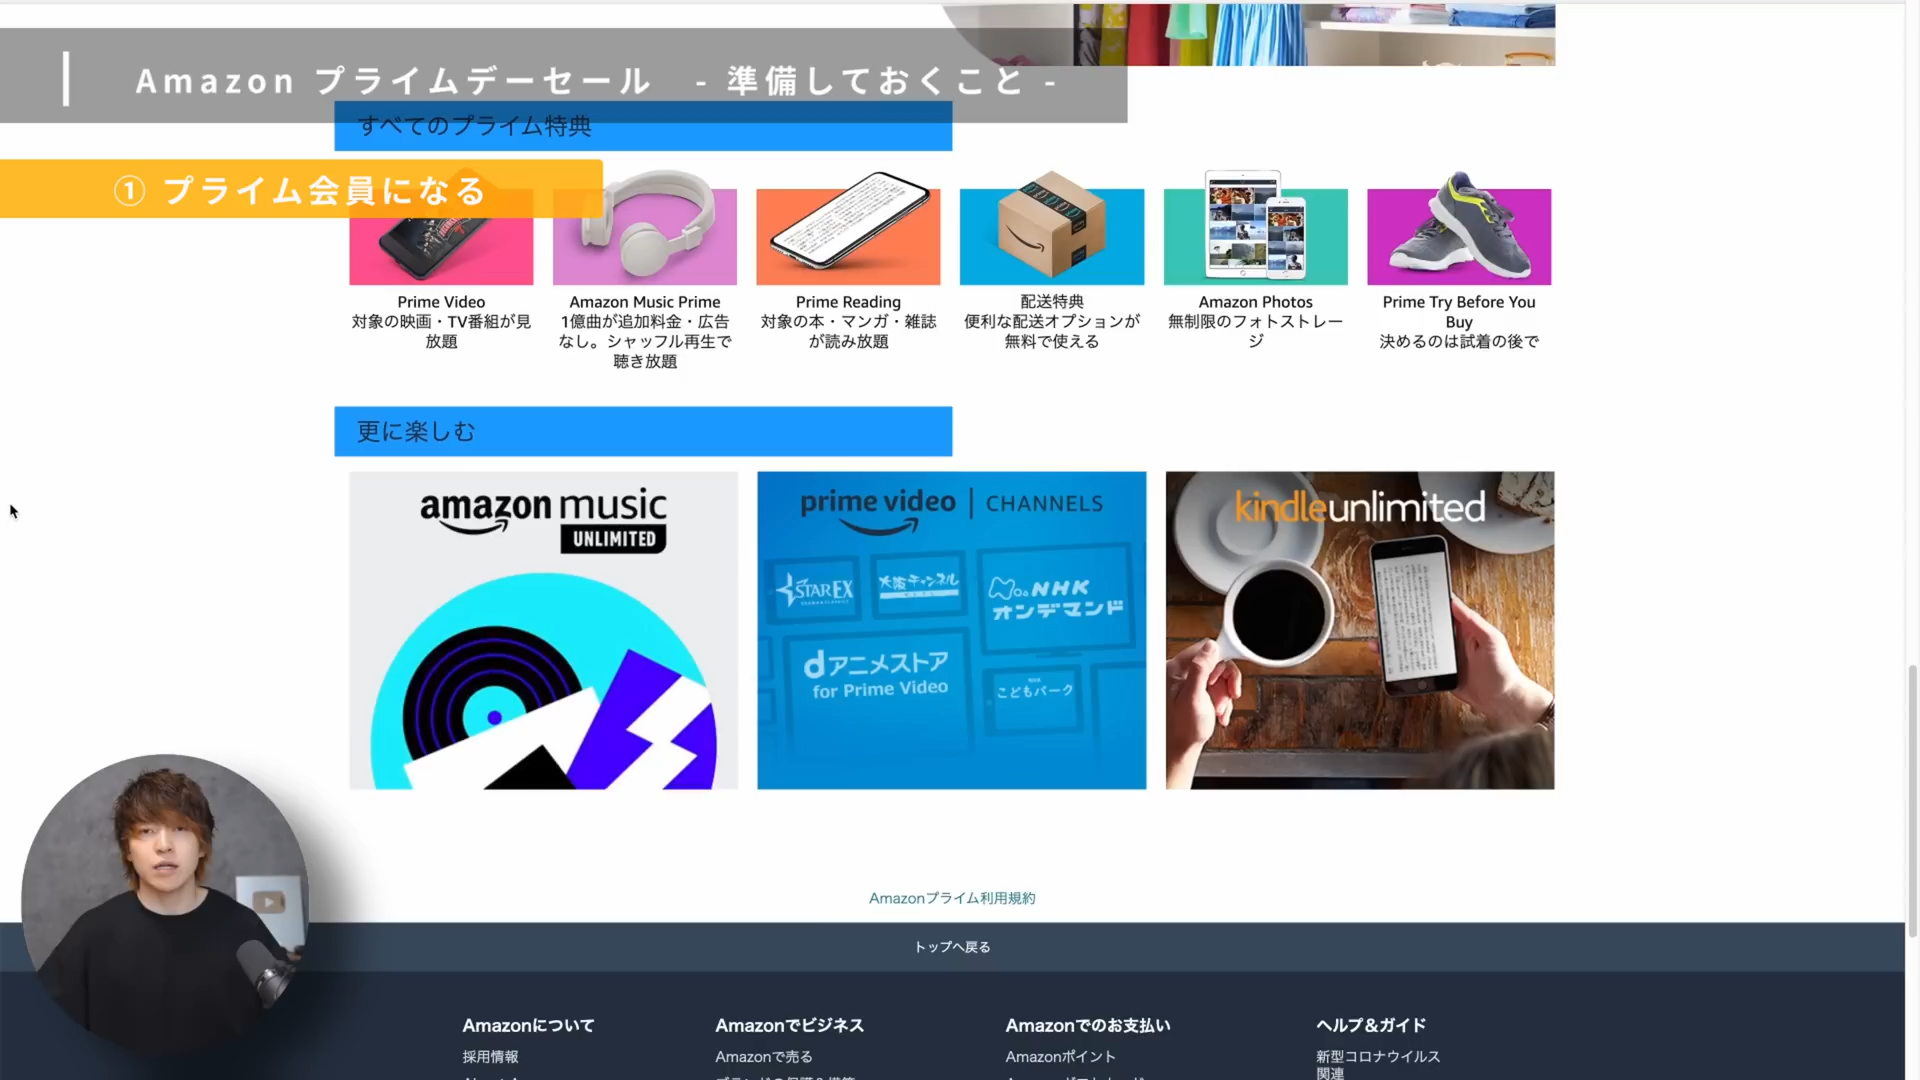 Amazon プライムデーセール - 準備しておくこと -
すべてのプライム特典
① プライム会員になる
Prime Video
対象の映画・TV番組が見
放題
Amazon Music Prime
1億曲が追加料金・広告
なし。シャッフル再生で
聴き放題
Prime Reading
対象の本・マンガ・雑誌
が読み放題
配送特典
便利な配送オプションが
無料で使える
Amazon Photos
無制限のフォトストレー
ジ
Prime Try Before You
Buy
決めるのは試着の後で
更に楽しむ
amazon music
UNLIMITED
prime video | CHANNELS
STAR EX
大阪チャンネル
NHK
オンデマンド
dアニメストア
for Prime Video
NHK
こどもパーク
kindleunlimited
Amazonプライム利用規約
トップへ戻る
Amazonについて
採用情報
Amazonでビジネス
Amazonで売る
Amazonでのお支払い
Amazonポイント
ヘルプ＆ガイド
新型コロナウイルス
関連